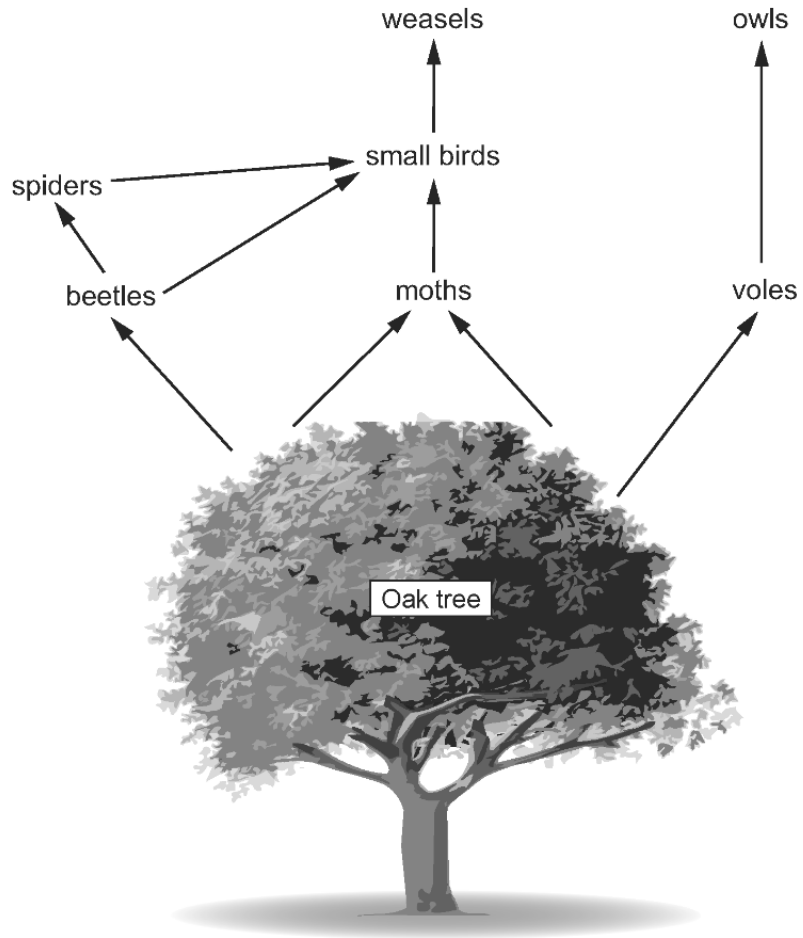 weasels
owls
small birds
spiders
beetles
moths
voles
Oak tree